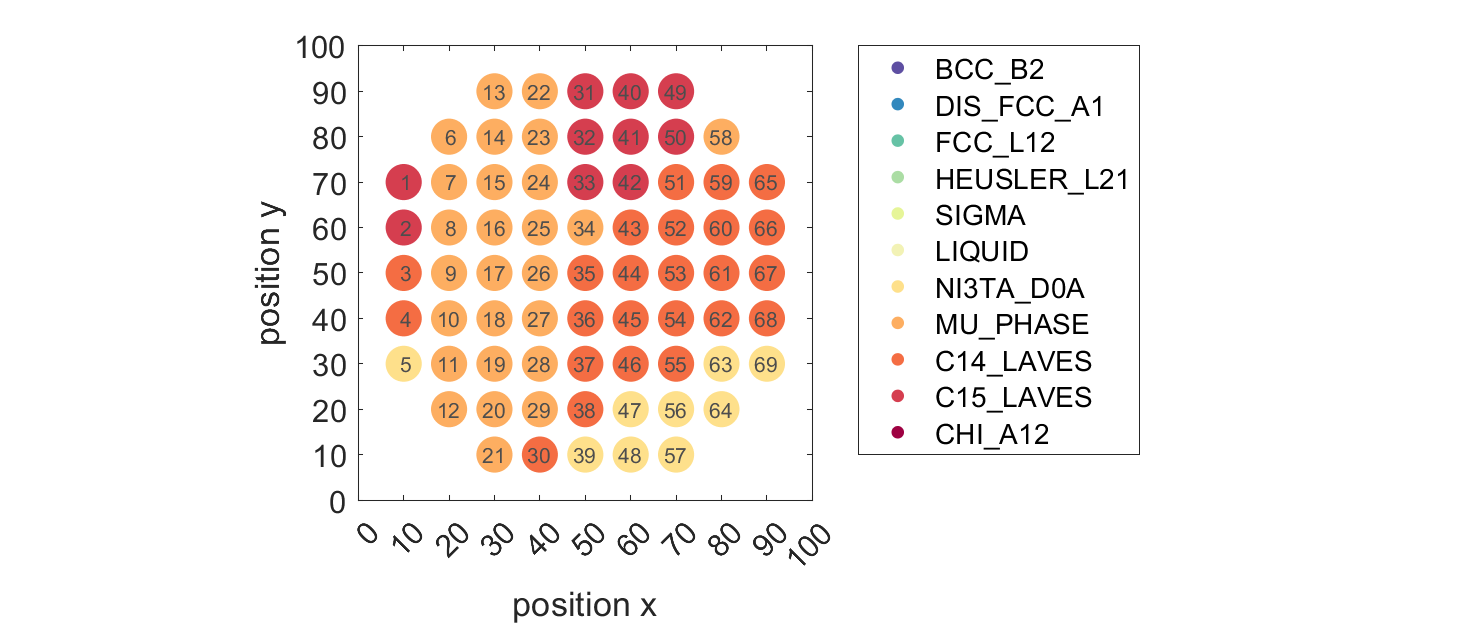 100
90
80
70
60
50
40
30
20
10
0
position y
13 22 31 40 49
6 14 23 32 41 50 58
1 7 15 24 33 42 51 59 65
2 8 16 25 34 43 52 60 66
3 9 17 26 35 44 53 61 67
4 10 18 27 36 45 54 62 68
5 11 19 28 37 46 55 63 69
12 20 29 38 47 56 64
21 30 39 48 57
0 10 20 30 40 50 60 70 80 90 100
position x
BCC_B2
DIS_FCC_A1
FCC_L12
HEUSLER_L21
SIGMA
LIQUID
NI3TA_D0A
MU_PHASE
C14_LAVES
C15_LAVES
CHI_A12